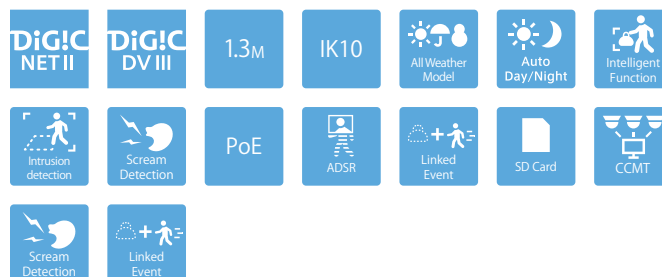 DiG!C
NET II
DiG!C
DV III
1.3M
IK10
All Weather
Model
Auto
Day/Night
Intelligent
Function
Intrusion
detection
Scream
Detection
PoE
ADSR
Linked
Event
SD Card
CCMT
Scream
Detection
Linked
Event